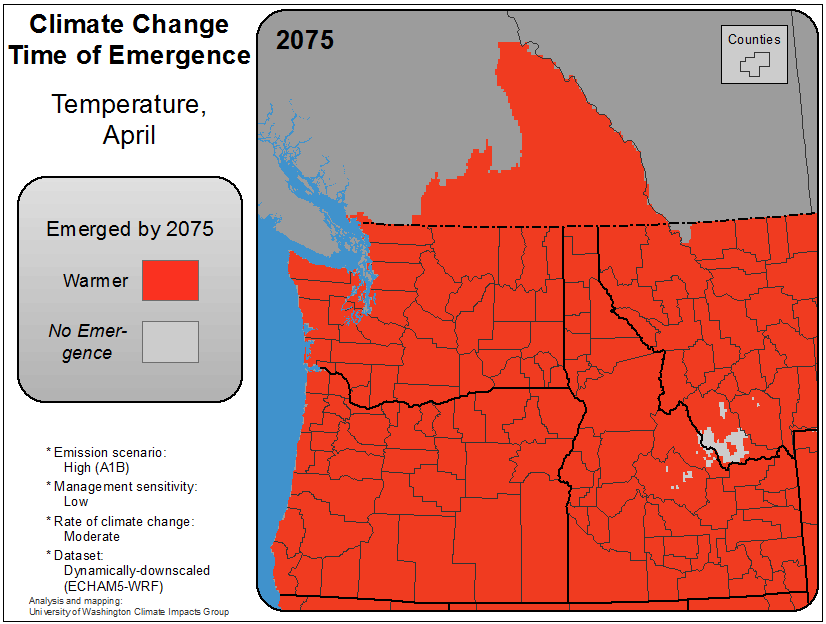 Climate Change
Time of Emergence
Temperature,
April
Emerged by 2075
Warmer
No Emer-
gence
* Emission scenario:
High (A1B)
* Management sensitivity:
Low
* Rate of climate change:
Moderate
* Dataset:
Dynamically-downscaled
(ECHAM5-WRF)
Analysis and mapping:
University of Washington Climate Impacts Group
2075
Counties